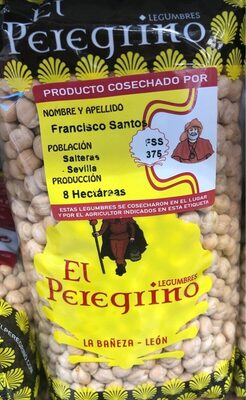 El
LEGUMBRES
Peregrino
PRODUCTO COSECHADO POR
NOMBRE Y APELLIDO
Francisco Santos
FSS
375
POBLACIÓN
Salteras
Sevilla
PRODUCCIÓN
8 Hectáreas
ESTAS LEGUMBRES SE COSECHARON EN EL LUGAR
Y POR EL AGRICULTOR INDICADOS EN ESTA ETIQUETA
El
LEGUMBRES
Peregrino
LA BAÑEZA - LEÓN